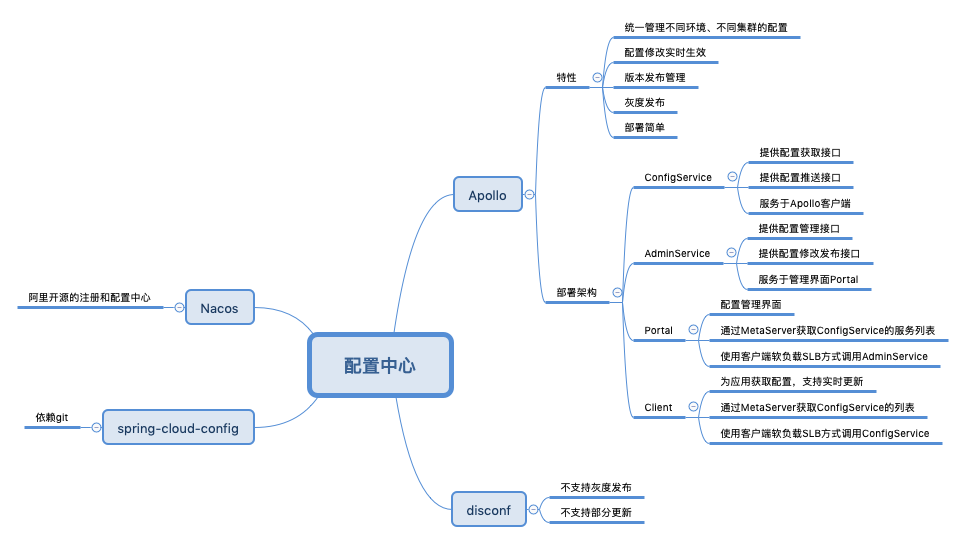 配置中心
Apollo
特性
统一管理不同环境、不同集群的配置
配置修改实时生效
版本发布管理
灰度发布
部署简单
部署架构
ConfigService
提供配置获取接口
提供配置推送接口
服务于Apollo客户端
AdminService
提供配置管理接口
提供配置修改发布接口
服务于管理界面Portal
Portal
配置管理界面
通过MetaServer获取ConfigService的服务列表
使用客户端软负载SLB方式调用AdminService
Client
为应用获取配置，支持实时更新
通过MetaServer获取ConfigService的列表
使用客户端软负载SLB方式调用ConfigService
disconf
不支持灰度发布
不支持部分更新
Nacos
阿里开源的注册和配置中心
spring-cloud-config
依赖git